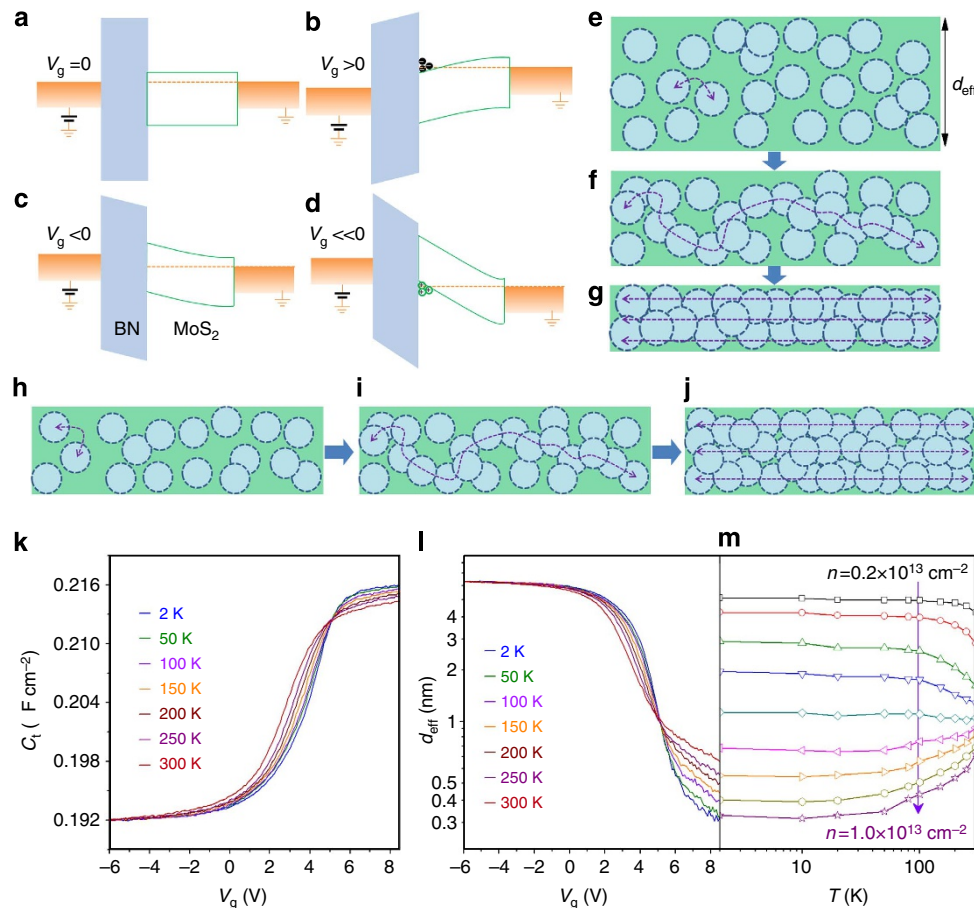 a
V_g = 0
b
V_g >0
c
V_g <0
BN
MoS₂
d
V_g <<0
e
d_eff
f
g
h
i
j
k
C_t ( F cm⁻²)
0.216
0.210
0.204
0.198
0.192
2 K
50 K
100 K
150 K
200 K
250 K
300 K
−6 −4 −2 0 2 4 6 8
V_g (V)
l
d_eff (nm)
4
3
2
1
0.5
0.4
0.3
2 K
50 K
100 K
150 K
200 K
250 K
300 K
−6 −4 −2 0 2 4 6 8
V_g (V)
m
n=0.2×10¹³ cm⁻²
n=1.0×10¹³ cm⁻²
10 100
T (K)